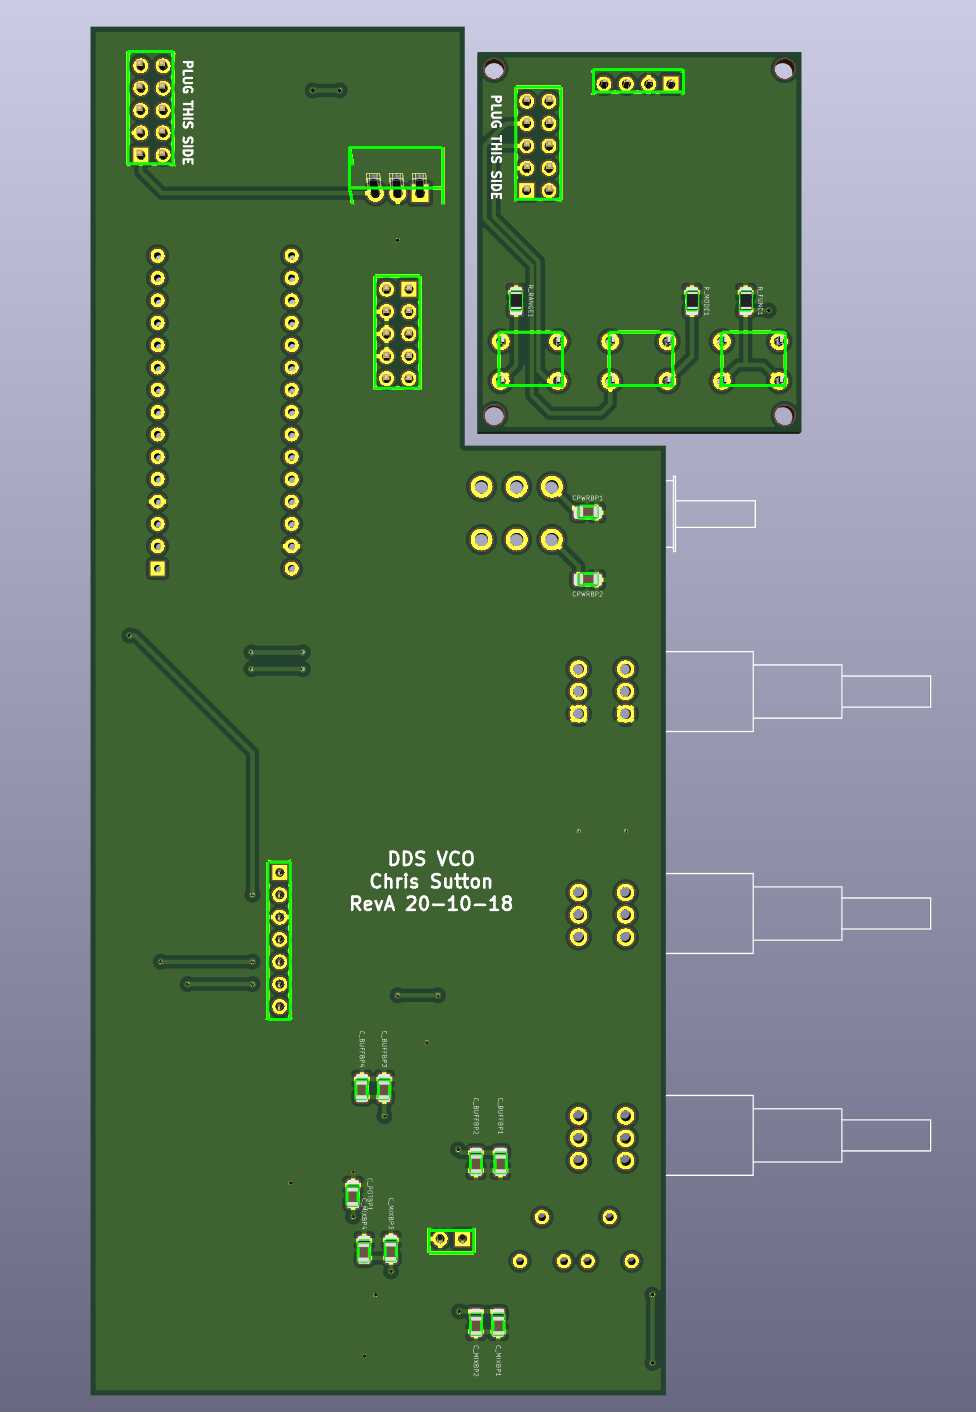 PLUG THIS SIDE
PLUG THIS SIDE
R_RANGE1
R_MODE1
R_FUNC1
CPWRBP1
CPWRBP2
DDS VCO
Chris Sutton
RevA 20-10-18
C_BUFFBP4
C_BUFFBP3
C_BUFFBP2
C_BUFFBP1
C_POTBP1
C_MIXBP4
C_MIXBP3
C_MIXBP2
C_MIXBP1